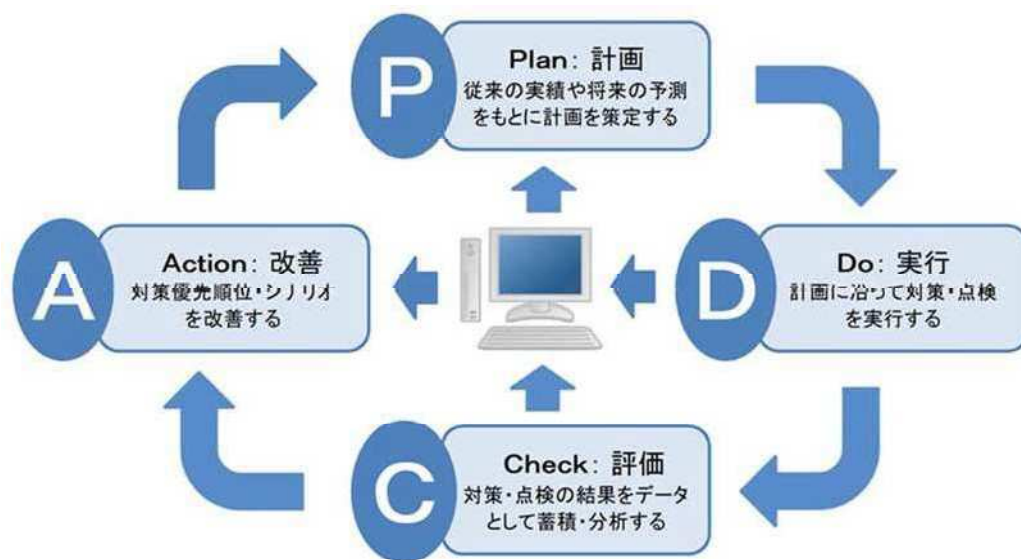 P
Plan: 計画
従来の実績や将来の予測
をもとに計画を策定する
D
Do: 実行
計画に沿って対策・点検
を実行する
C
Check: 評価
対策・点検の結果をデータ
として蓄積・分析する
A
Action: 改善
対策優先順位・シナリオ
を改善する